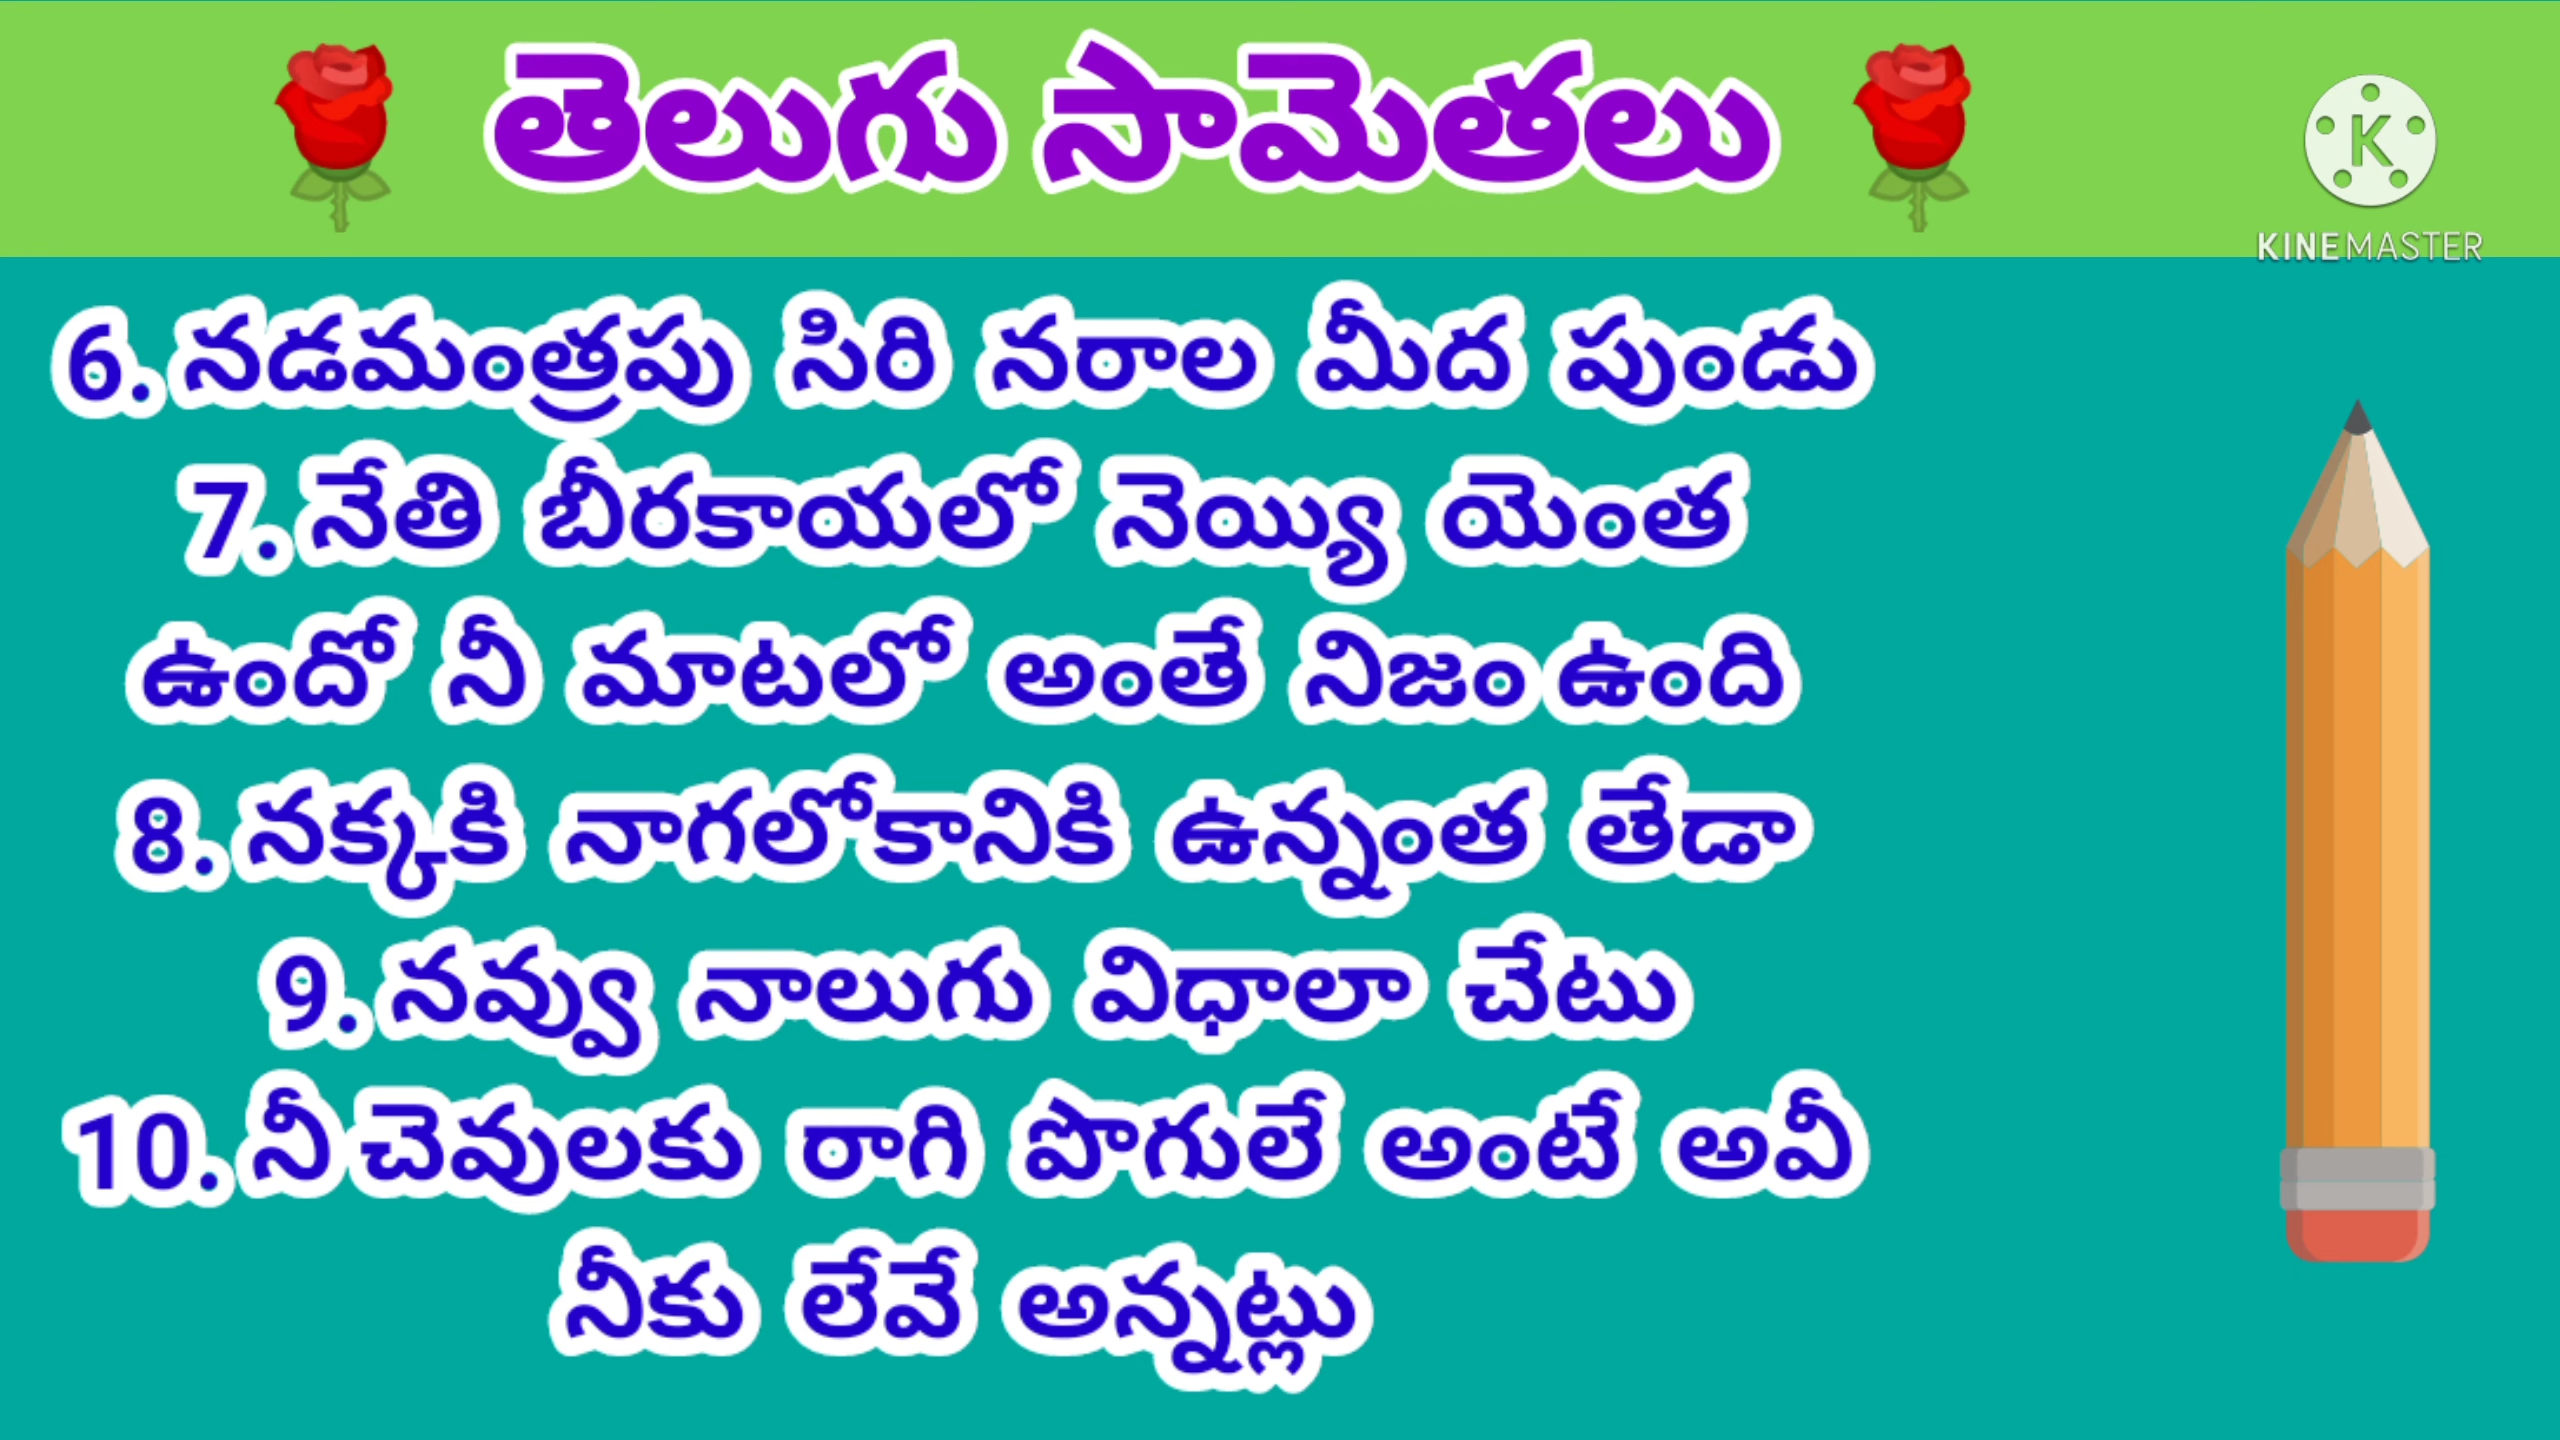 తెలుగు సామెతలు
KINEMASTER
6. నడమంత్రపు సిరి నరాల మీద పుండు
7. నేతి బీరకాయలో నెయ్యి యెంత
ఉందో నీ మాటలో అంతే నిజం ఉంది
8. నక్కకి నాగలోకానికి ఉన్నంత తేడా
9. నవ్వు నాలుగు విధాలా చేటు
10. నీ చెవులకు రాగి పొగులే అంటే అవీ
నీకు లేవే అన్నట్లు